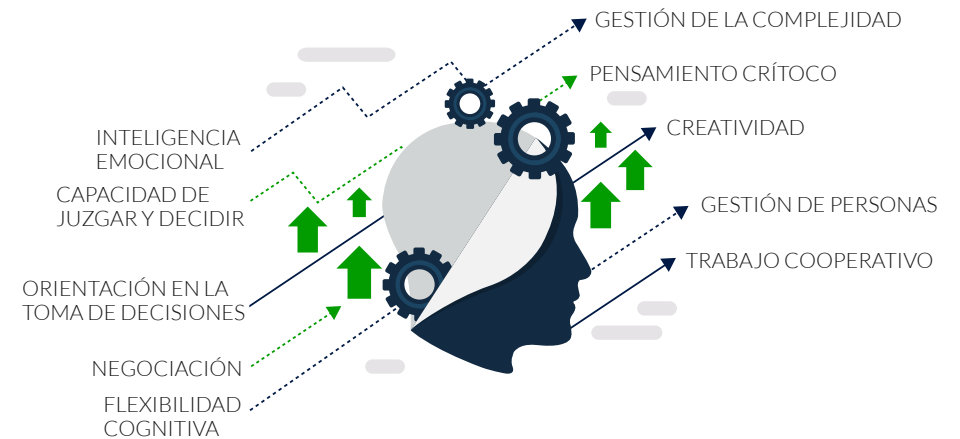 GESTIÓN DE LA COMPLEJIDAD
PENSAMIENTO CRÍTOCO
CREATIVIDAD
GESTIÓN DE PERSONAS
TRABAJO COOPERATIVO
INTELIGENCIA
EMOCIONAL
CAPACIDAD DE
JUZGAR Y DECIDIR
ORIENTACIÓN EN LA
TOMA DE DECISIONES
NEGOCIACIÓN
FLEXIBILIDAD
COGNITIVA